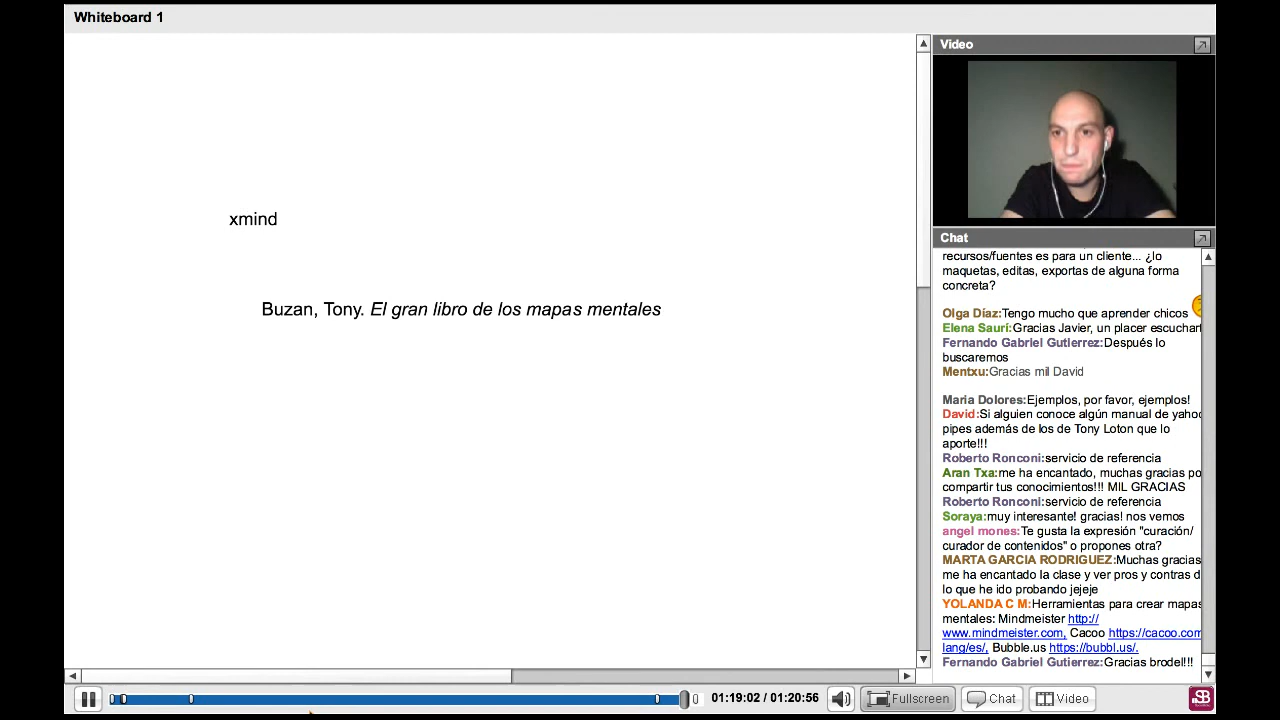 Whiteboard 1
Video
xmind
Buzan, Tony. El gran libro de los mapas mentales
Chat
recursos/fuentes es para un cliente... ¿lo
maquetas, editas, exportas de alguna forma
concreta?
Olga Díaz:Tengo mucho que aprender chicos
Elena Saurí:Gracias Javier, un placer escuchart
Fernando Gabriel Gutierrez:Después lo
buscaremos
Mentxu:Gracias mil David
Maria Dolores:Ejemplos, por favor, ejemplos!
David:Si alguien conoce algún manual de yahoo
pipes además de los de Tony Loton que lo
aporte!!!
Roberto Ronconi:servicio de referencia
Aran Txa:me ha encantado, muchas gracias po
compartir tus conocimientos!!! MIL GRACIAS
Roberto Ronconi:servicio de referencia
Soraya:muy interesante! gracias! nos vemos
angel mones:Te gusta la expresión "curación/
curador de contenidos" o propones otra?
MARTA GARCIA RODRIGUEZ:Muchas gracias
me ha encantado la clase y ver pros y contras d
lo que he ido probando jejeje
YOLANDA C M:Herramientas para crear mapas
mentales: Mindmeister http://
www.mindmeister.com, Cacoo https://cacoo.com
lang/es/, Bubble.us https://bubbl.us/.
Fernando Gabriel Gutierrez:Gracias brodel!!!
01:19:02 / 01:20:56
Fullscreen
Chat
Video
SB